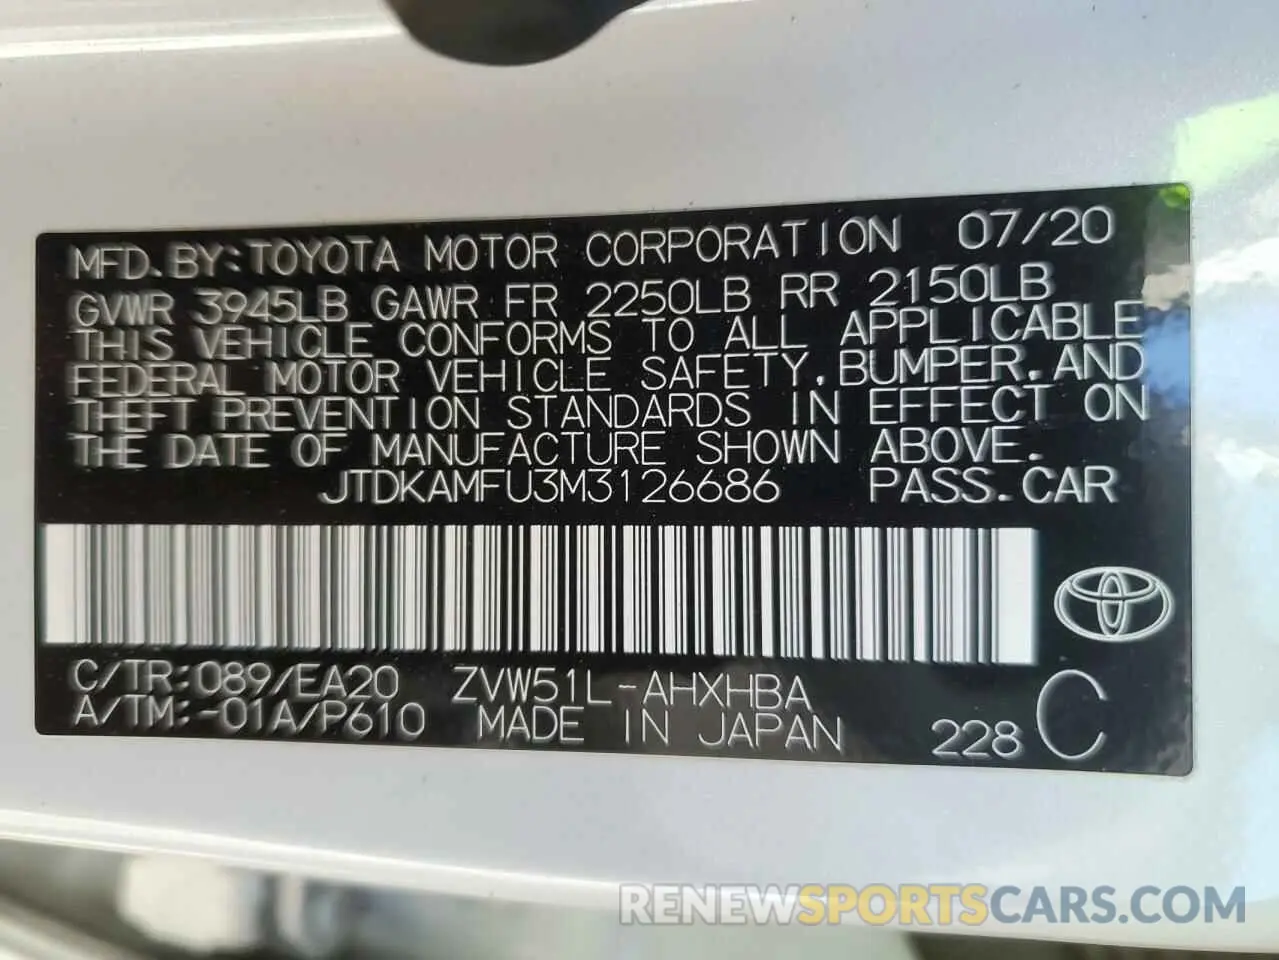 MFD. BY: TOYOTA MOTOR CORPORATION 07/20
GVWR 3945LB GAWR FR 2250LB RR 2150LB
THIS VEHICLE CONFORMS TO ALL APPLICABLE
FEDERAL MOTOR VEHICLE SAFETY, BUMPER, AND
THEFT PREVENTION STANDARDS IN EFFECT ON
THE DATE OF MANUFACTURE SHOWN ABOVE.
JTDKAMFU3M3126686 PASS. CAR
C/TR: 089/EA20 ZVW51L-AHXHBA
A/TM: -01A/P610 MADE IN JAPAN 228 C
RENEWSPORTSCARS.COM